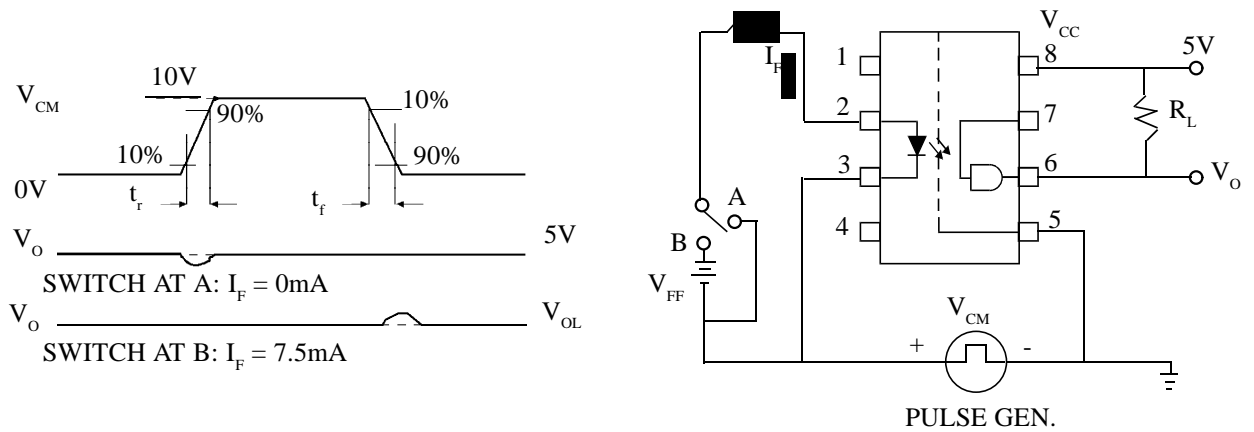 10V
V_CM
90%
10%
10%
90%
0V
t_r
t_f
V_O
5V
SWITCH AT A: I_F = 0mA
V_O
V_OL
SWITCH AT B: I_F = 7.5mA
I_F
V_CC
1
8
5V
2
7
R_L
3
6
V_O
A
4
5
B
V_FF
V_CM
+
-
PULSE GEN.